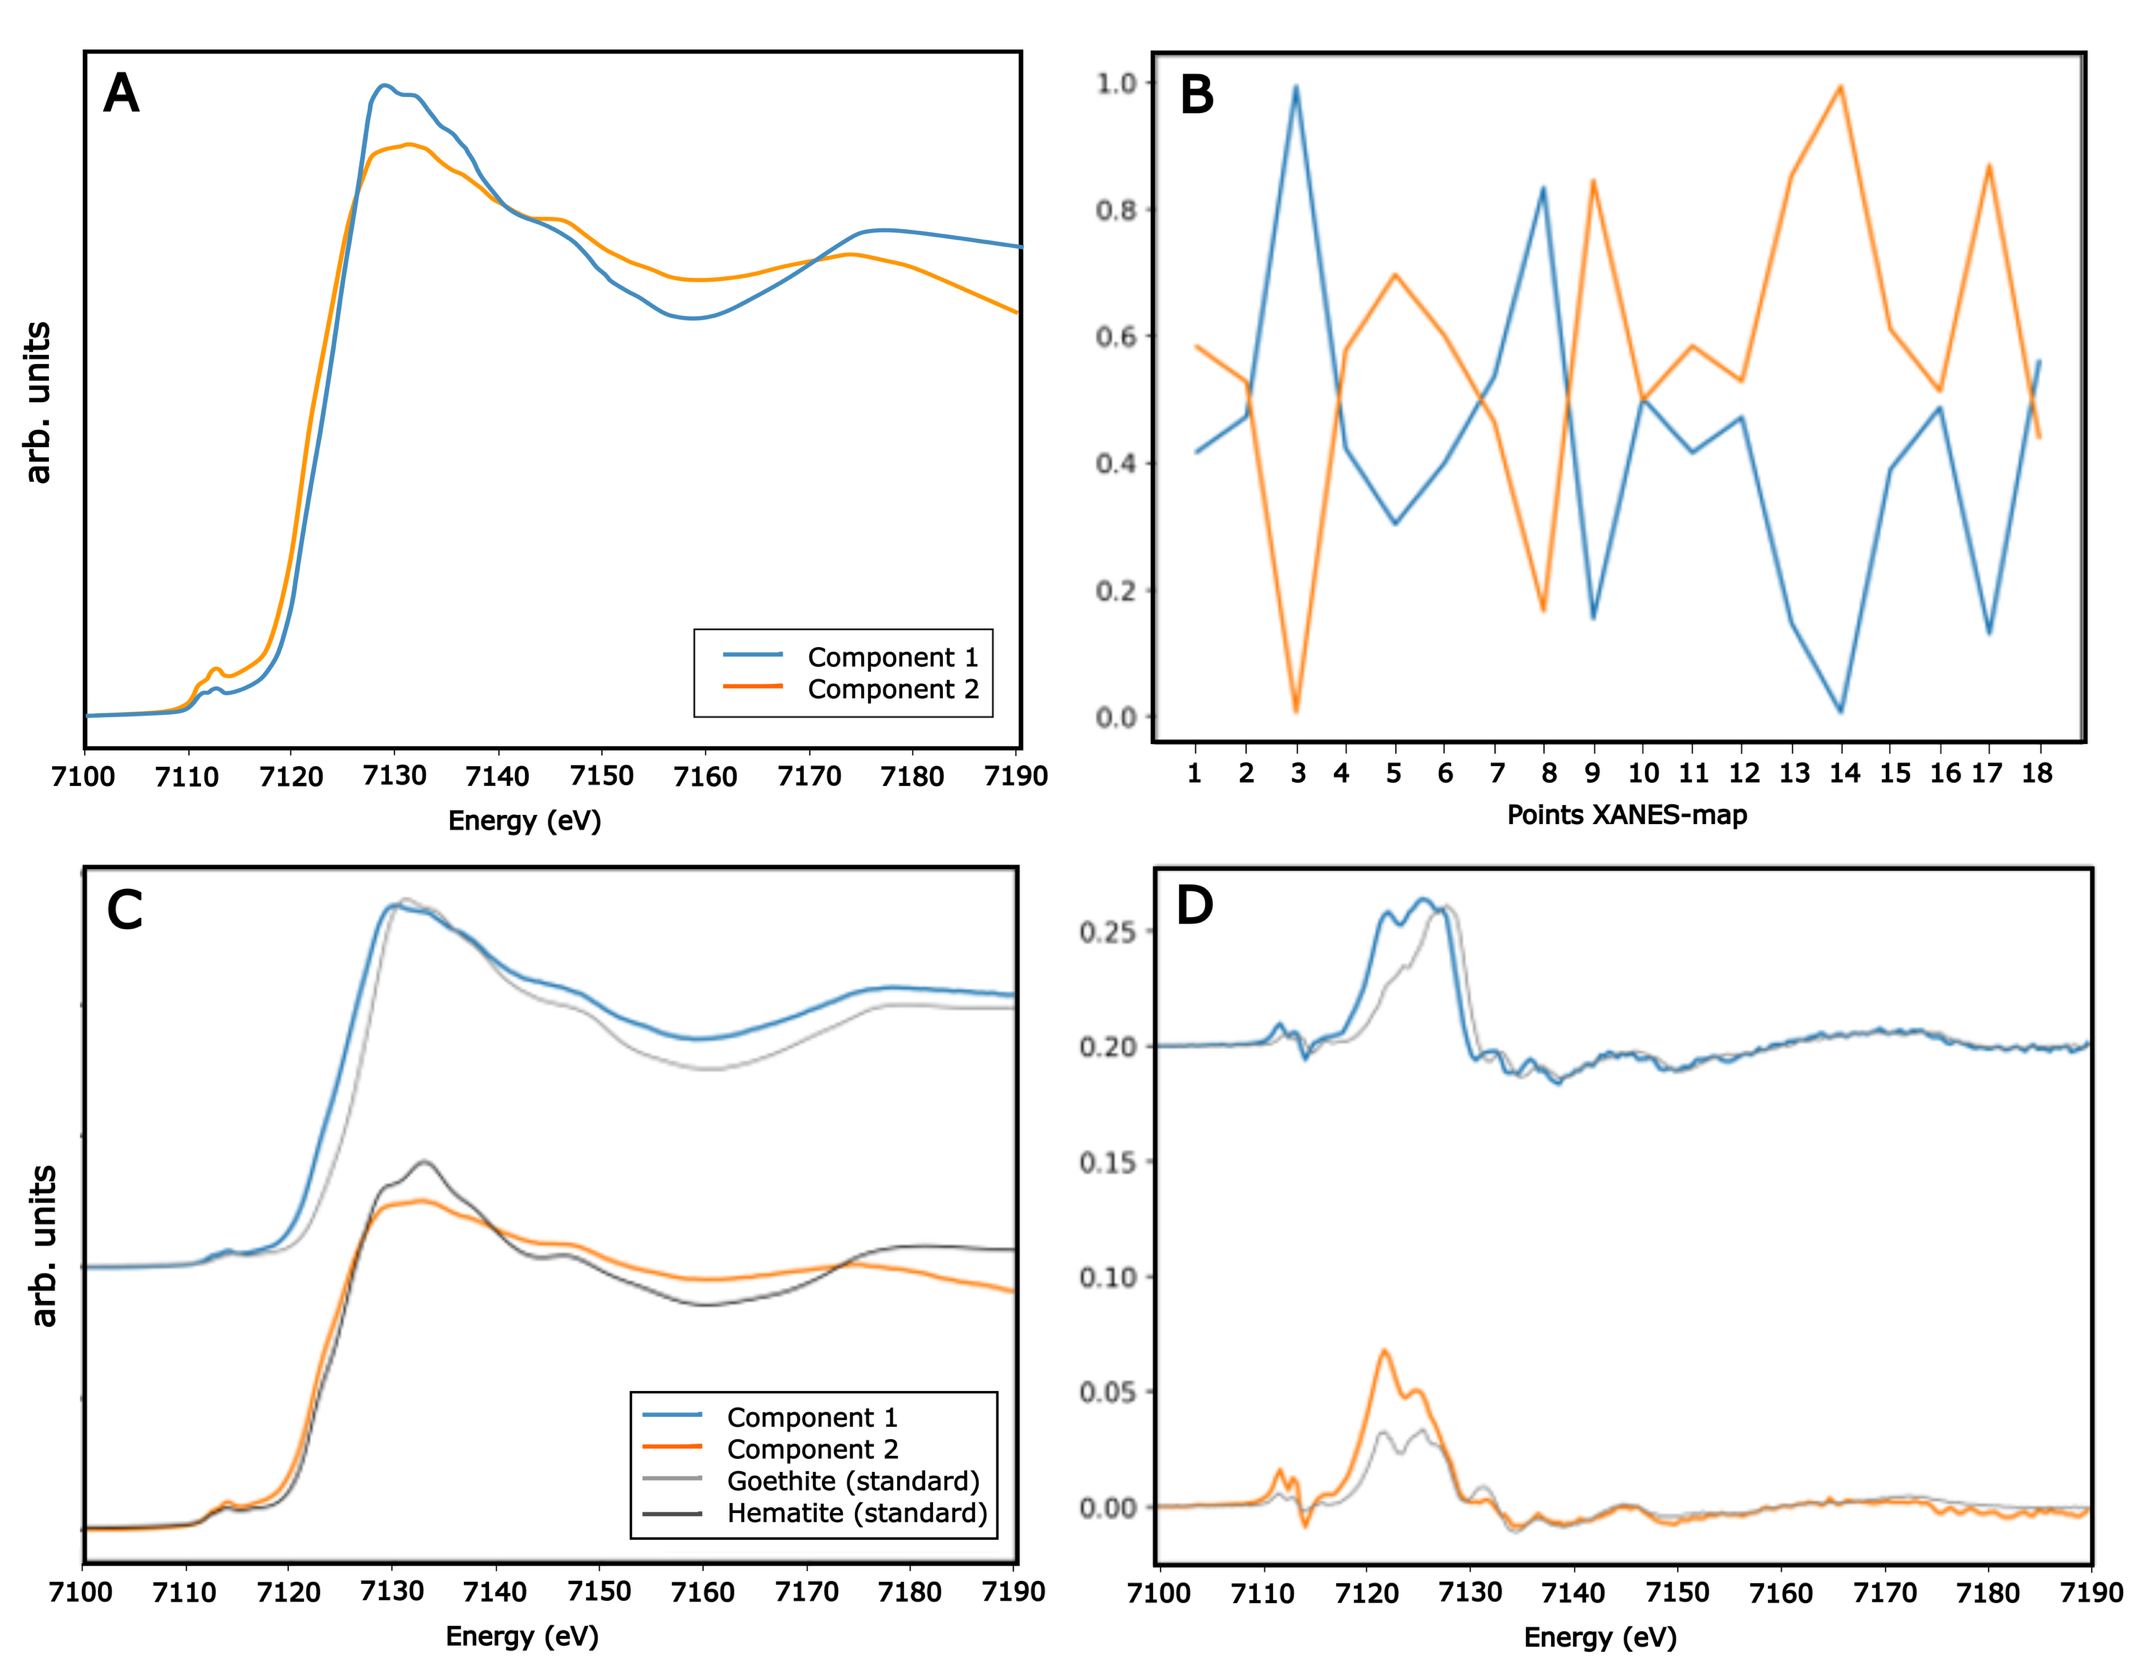 A
arb. units
Component 1
Component 2
7100 7110 7120 7130 7140 7150 7160 7170 7180 7190
Energy (eV)
B
1.0
0.8
0.6
0.4
0.2
0.0
1 2 3 4 5 6 7 8 9 10 11 12 13 14 15 16 17 18
Points XANES-map
C
arb. units
Component 1
Component 2
Goethite (standard)
Hematite (standard)
7100 7110 7120 7130 7140 7150 7160 7170 7180 7190
Energy (eV)
D
0.25
0.20
0.15
0.10
0.05
0.00
7100 7110 7120 7130 7140 7150 7160 7170 7180 7190
Energy (eV)